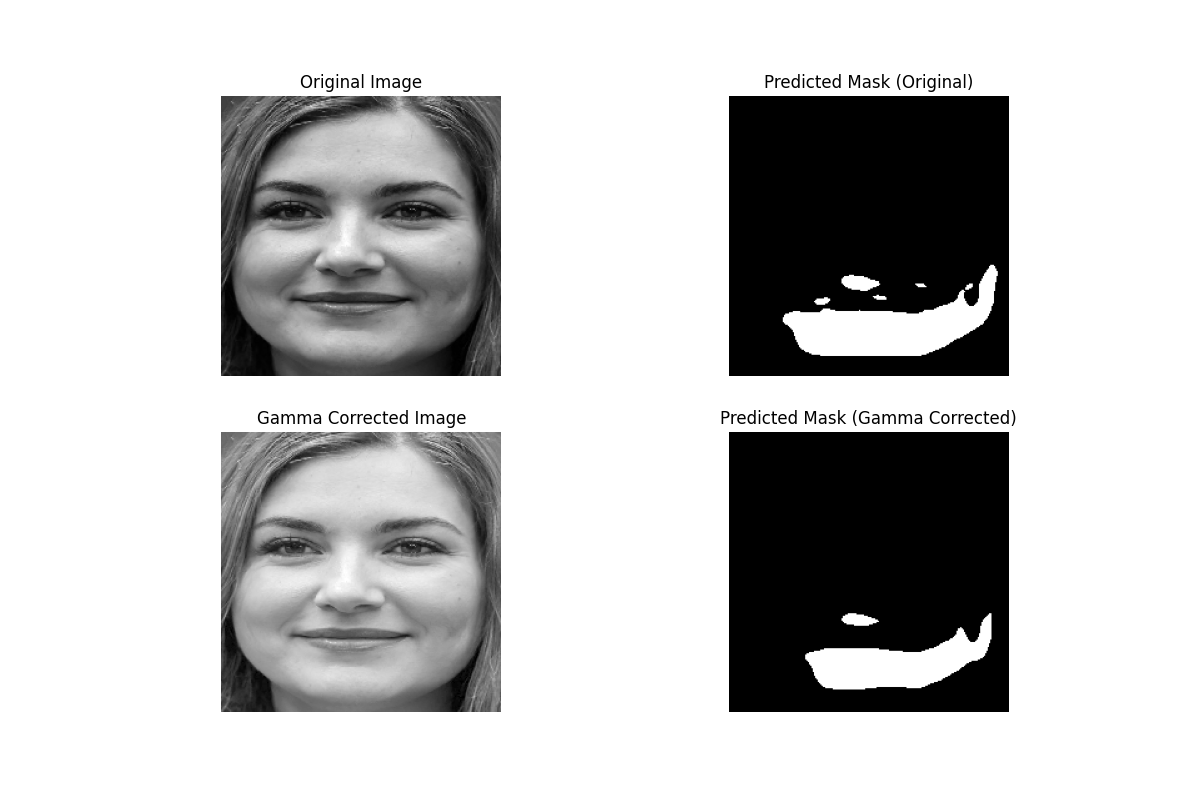 Original Image
Predicted Mask (Original)
Gamma Corrected Image
Predicted Mask (Gamma Corrected)